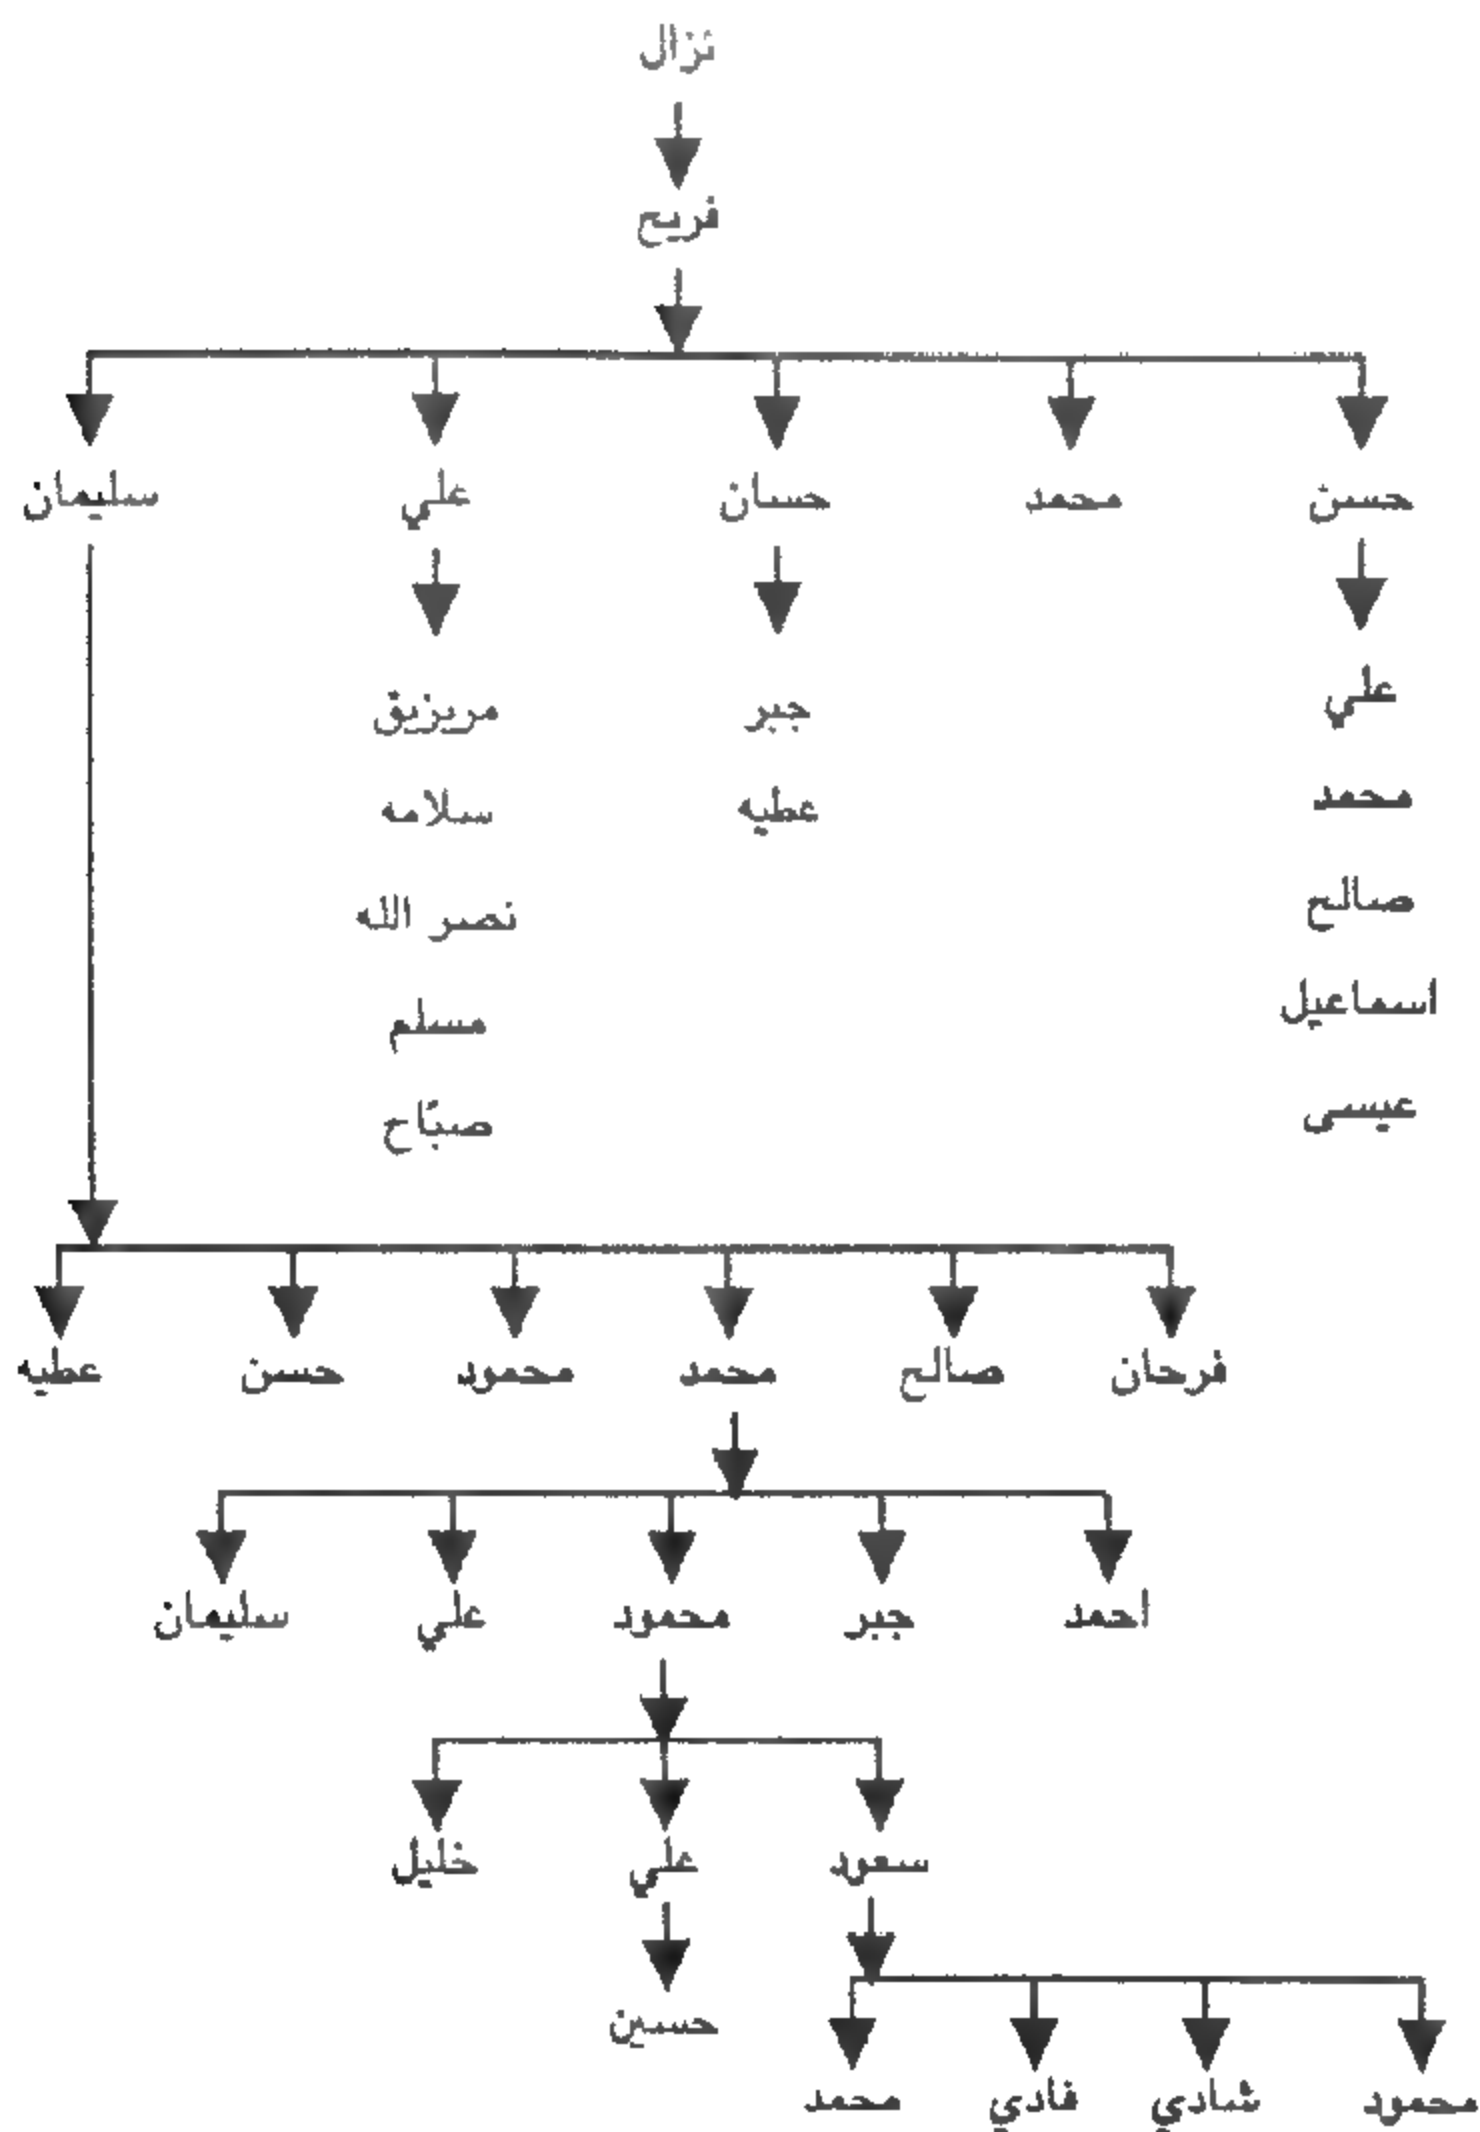 نزال
فريح
حسن محمد حسان علي سليمان
علي جبر مريزيق
محمد عطيه سلامه
صالح نصر الله
اسماعيل مسلم
عيسى صبّاح
فرحان صالح محمد محمود حسن عطيه
احمد جبر محمود علي سليمان
سعود علي خليل
حسين
محمود شادي فادي محمد